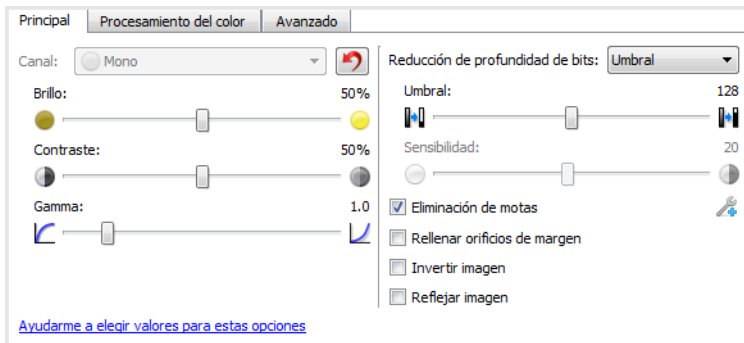 Principal
Procesamiento del color
Avanzado
Canal: Mono
Brillo: 50%
Contraste: 50%
Gamma: 1.0
Ayudarme a elegir valores para estas opciones
Reducción de profundidad de bits: Umbral
Umbral: 128
Sensibilidad: 20
Eliminación de motas
Rellenar orificios de margen
Invertir imagen
Reflejar imagen